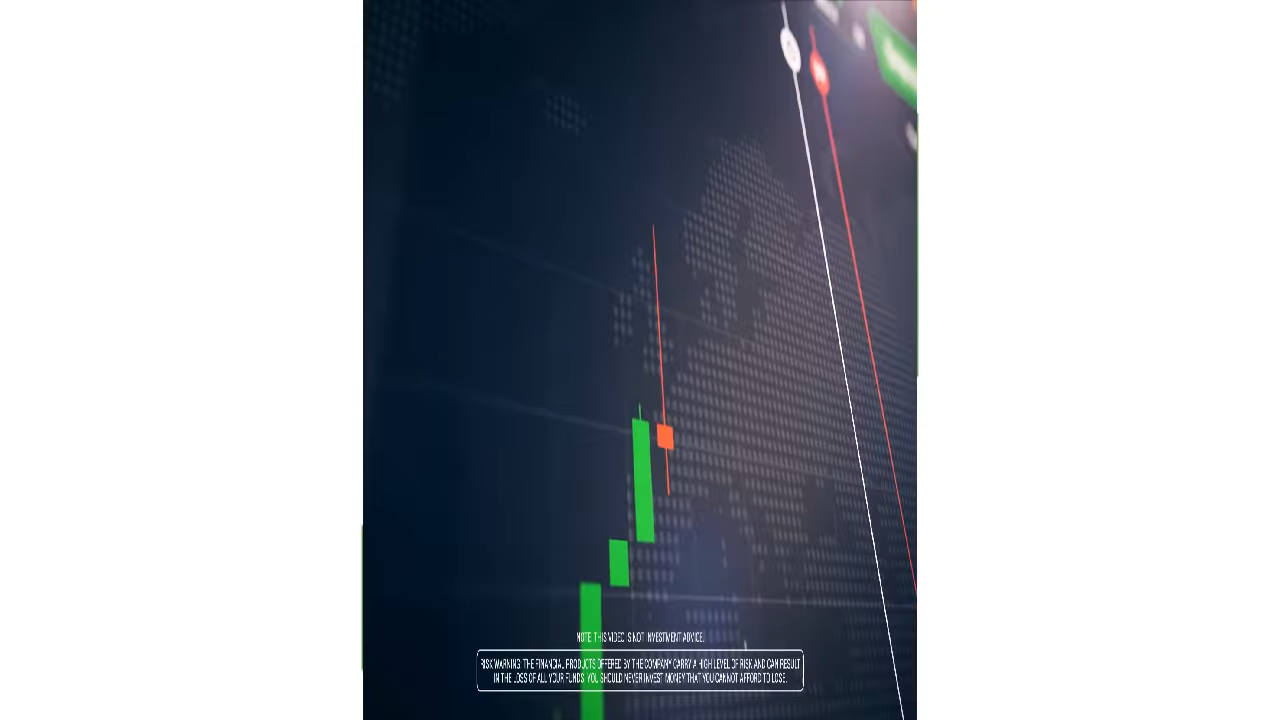 NOTE: THIS VIDEO IS NOT INVESTMENT ADVICE.
RISK WARNING: THE FINANCIAL PRODUCTS OFFERED BY THE COMPANY CARRY A HIGH LEVEL OF RISK AND CAN RESULT
IN THE LOSS OF ALL YOUR FUNDS. YOU SHOULD NEVER INVEST MONEY THAT YOU CANNOT AFFORD TO LOSE.